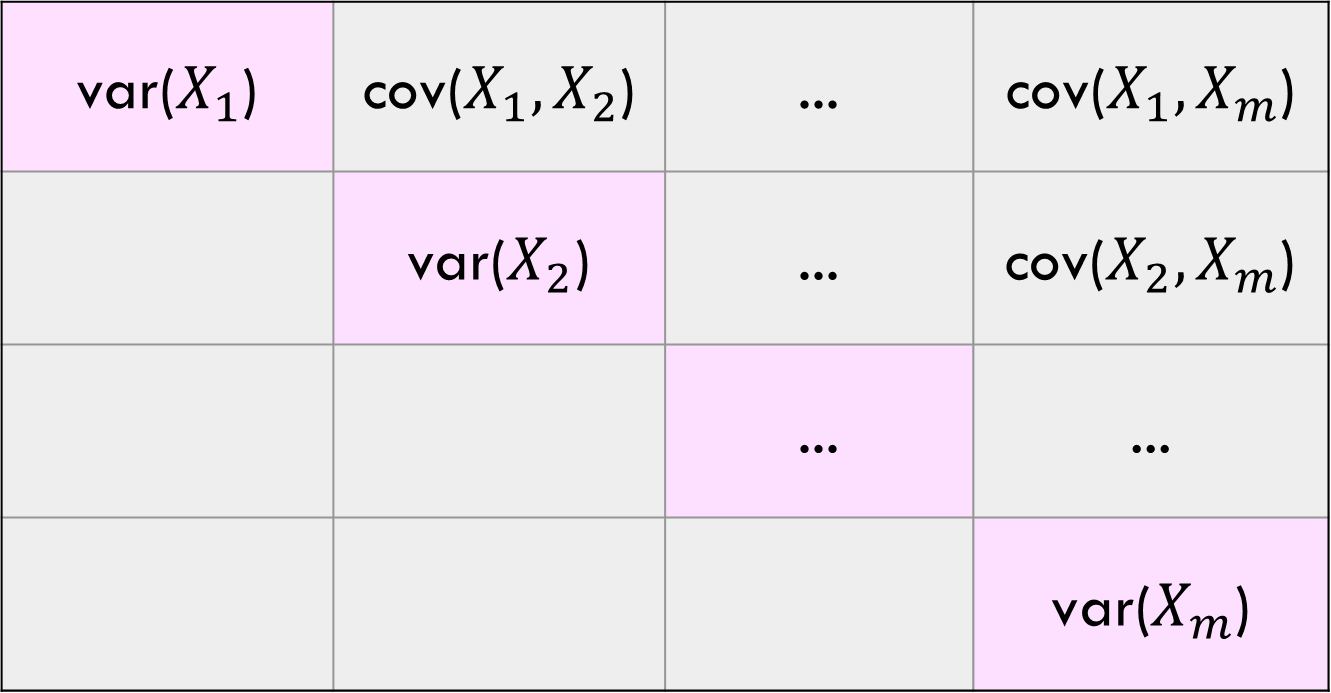 var(X₁) cov(X₁, X₂) ... cov(X₁, Xₘ)
var(X₂) ... cov(X₂, Xₘ)
... ...
var(Xₘ)